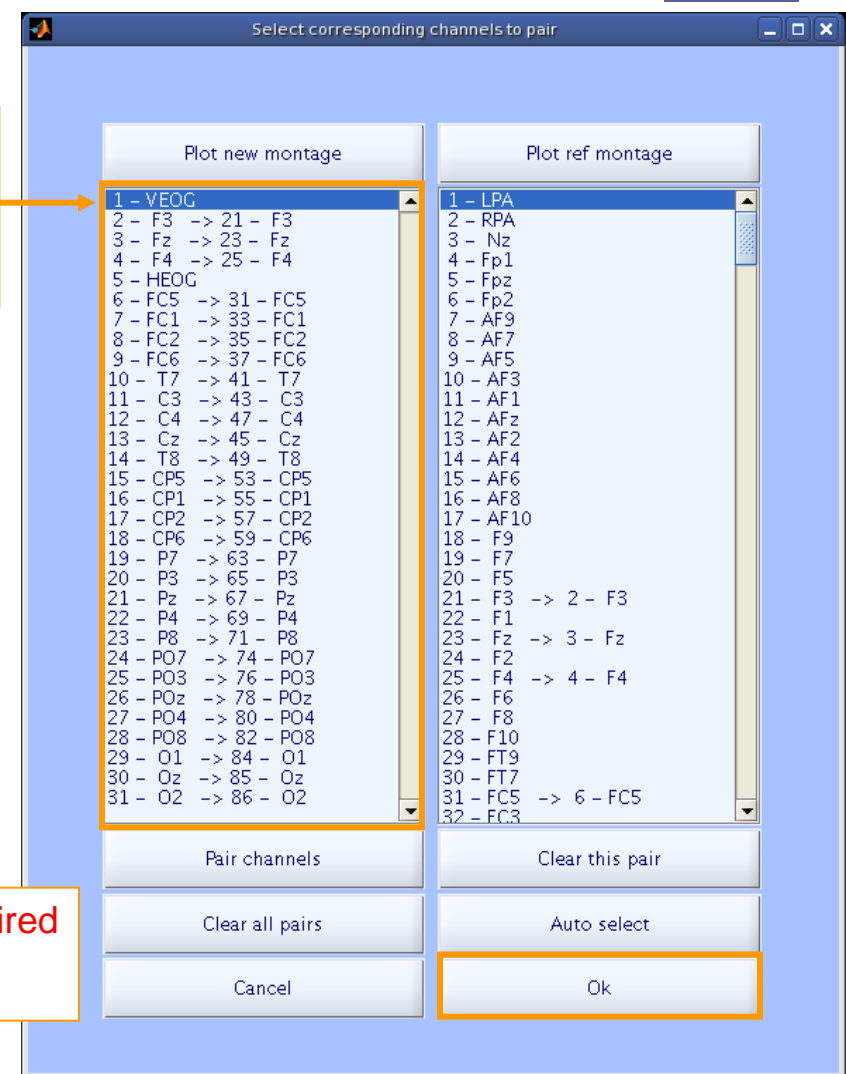 Select corresponding channels to pair
Plot new montage
Plot ref montage
1 – VEOG
2 – F3 -> 21 – F3
3 – Fz -> 23 – Fz
4 – F4 -> 25 – F4
5 – HEOG
6 – FC5 -> 31 – FC5
7 – FC1 -> 33 – FC1
8 – FC2 -> 35 – FC2
9 – FC6 -> 37 – FC6
10 – T7 -> 41 – T7
11 – C3 -> 43 – C3
12 – C4 -> 47 – C4
13 – Cz -> 45 – Cz
14 – T8 -> 49 – T8
15 – CP5 -> 53 – CP5
16 – CP1 -> 55 – CP1
17 – CP2 -> 57 – CP2
18 – CP6 -> 59 – CP6
19 – P7 -> 63 – P7
20 – P3 -> 65 – P3
21 – Pz -> 67 – Pz
22 – P4 -> 69 – P4
23 – P8 -> 71 – P8
24 – PO7 -> 74 – PO7
25 – PO3 -> 76 – PO3
26 – POz -> 78 – POz
27 – PO4 -> 80 – PO4
28 – PO8 -> 82 – PO8
29 – O1 -> 84 – O1
30 – Oz -> 85 – Oz
31 – O2 -> 86 – O2
1 – LPA
2 – RPA
3 – Nz
4 – Fp1
5 – Fpz
6 – Fp2
7 – AF9
8 – AF7
9 – AF5
10 – AF3
11 – AF1
12 – AFz
13 – AF2
14 – AF4
15 – AF6
16 – AF8
17 – AF10
18 – F9
19 – F7
20 – F5
21 – F3 -> 2 – F3
22 – F1
23 – Fz -> 3 – Fz
24 – F2
25 – F4 -> 4 – F4
26 – F6
27 – F8
28 – F10
29 – FT9
30 – FT7
31 – FC5 -> 6 – FC5
32 – FC3
Pair channels
Clear this pair
ired
Clear all pairs
Auto select
Cancel
Ok